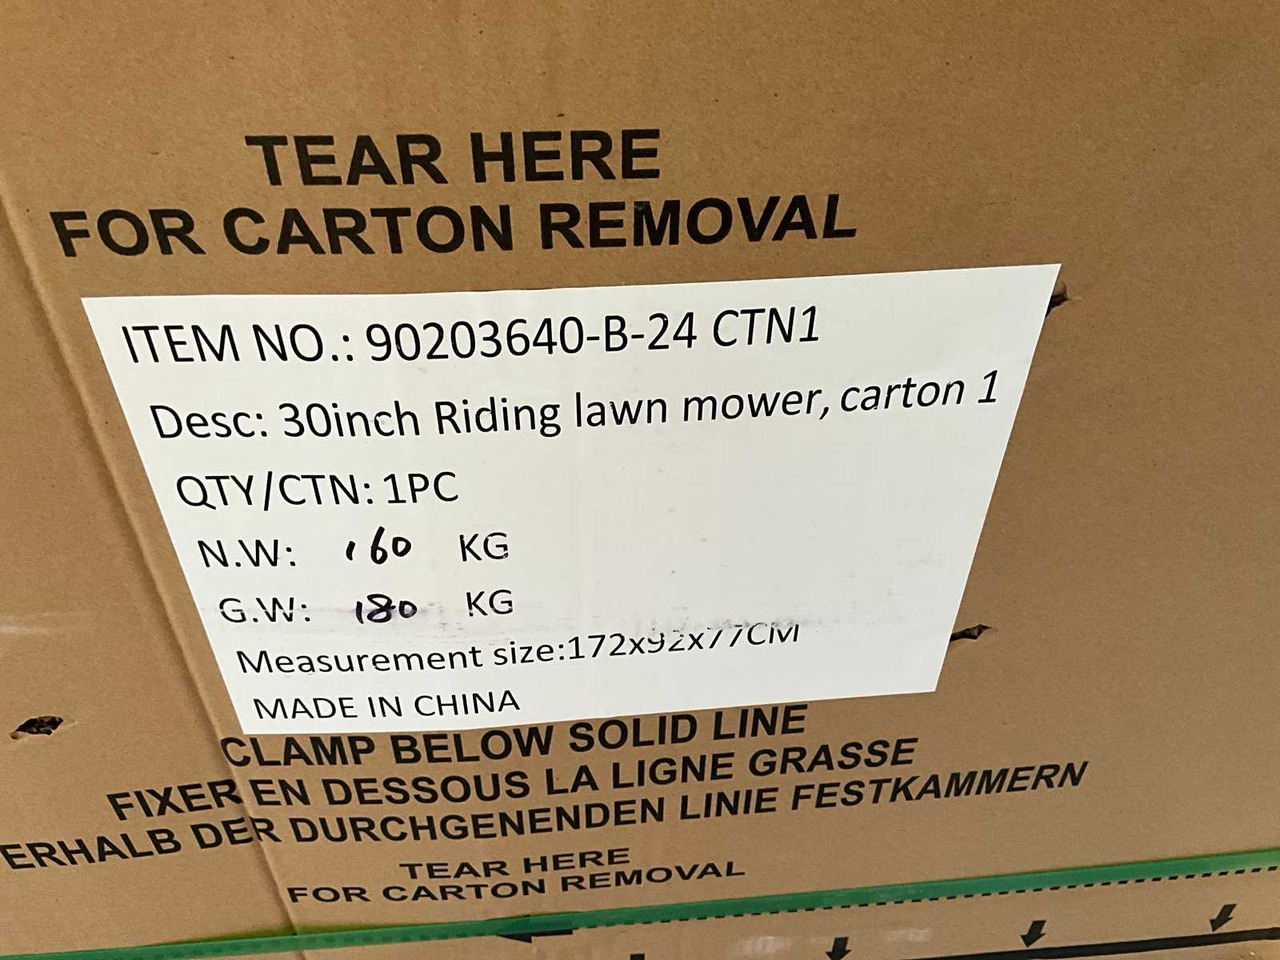 TEAR HERE
FOR CARTON REMOVAL
ITEM NO.: 90203640-B-24 CTN1
Desc: 30inch Riding lawn mower, carton 1
QTY/CTN: 1PC
N.W: 160 KG
G.W: 180 KG
Measurement size:172x92x77CM
MADE IN CHINA
CLAMP BELOW SOLID LINE
FIXER EN DESSOUS LA LIGNE GRASSE
ERHALB DER DURCHGENENDEN LINIE FESTKAMMERN
TEAR HERE
FOR CARTON REMOVAL